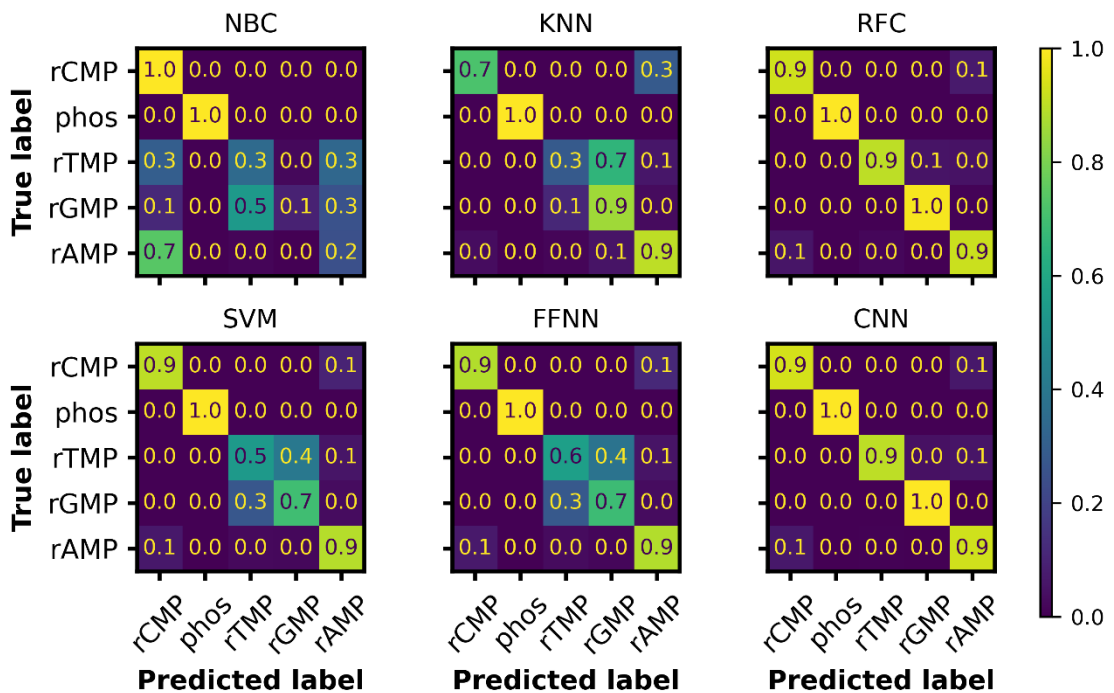 NBC KNN RFC
True label
rCMP 1.0 0.0 0.0 0.0 0.0 0.7 0.0 0.0 0.0 0.3 0.9 0.0 0.0 0.0 0.1 1.0
phos 0.0 1.0 0.0 0.0 0.0 0.0 1.0 0.0 0.0 0.0 0.0 1.0 0.0 0.0 0.0 0.8
rTMP 0.3 0.0 0.3 0.0 0.3 0.0 0.0 0.3 0.7 0.1 0.0 0.0 0.9 0.1 0.0
rGMP 0.1 0.0 0.5 0.1 0.3 0.0 0.0 0.1 0.9 0.0 0.0 0.0 0.0 1.0 0.0 0.6
rAMP 0.7 0.0 0.0 0.0 0.2 0.0 0.0 0.0 0.1 0.9 0.1 0.0 0.0 0.0 0.9
SVM FFNN CNN
True label
rCMP 0.9 0.0 0.0 0.0 0.1 0.9 0.0 0.0 0.0 0.1 0.9 0.0 0.0 0.0 0.1 0.4
phos 0.0 1.0 0.0 0.0 0.0 0.0 1.0 0.0 0.0 0.0 0.0 1.0 0.0 0.0 0.0
rTMP 0.0 0.0 0.5 0.4 0.1 0.0 0.0 0.6 0.4 0.1 0.0 0.0 0.9 0.0 0.1
rGMP 0.0 0.0 0.3 0.7 0.0 0.0 0.0 0.3 0.7 0.0 0.0 0.0 0.0 1.0 0.0 0.2
rAMP 0.1 0.0 0.0 0.0 0.9 0.1 0.0 0.0 0.0 0.9 0.1 0.0 0.0 0.0 0.9
0.0
rCMP phos rTMP rGMP rAMP rCMP phos rTMP rGMP rAMP rCMP phos rTMP rGMP rAMP
Predicted label Predicted label Predicted label